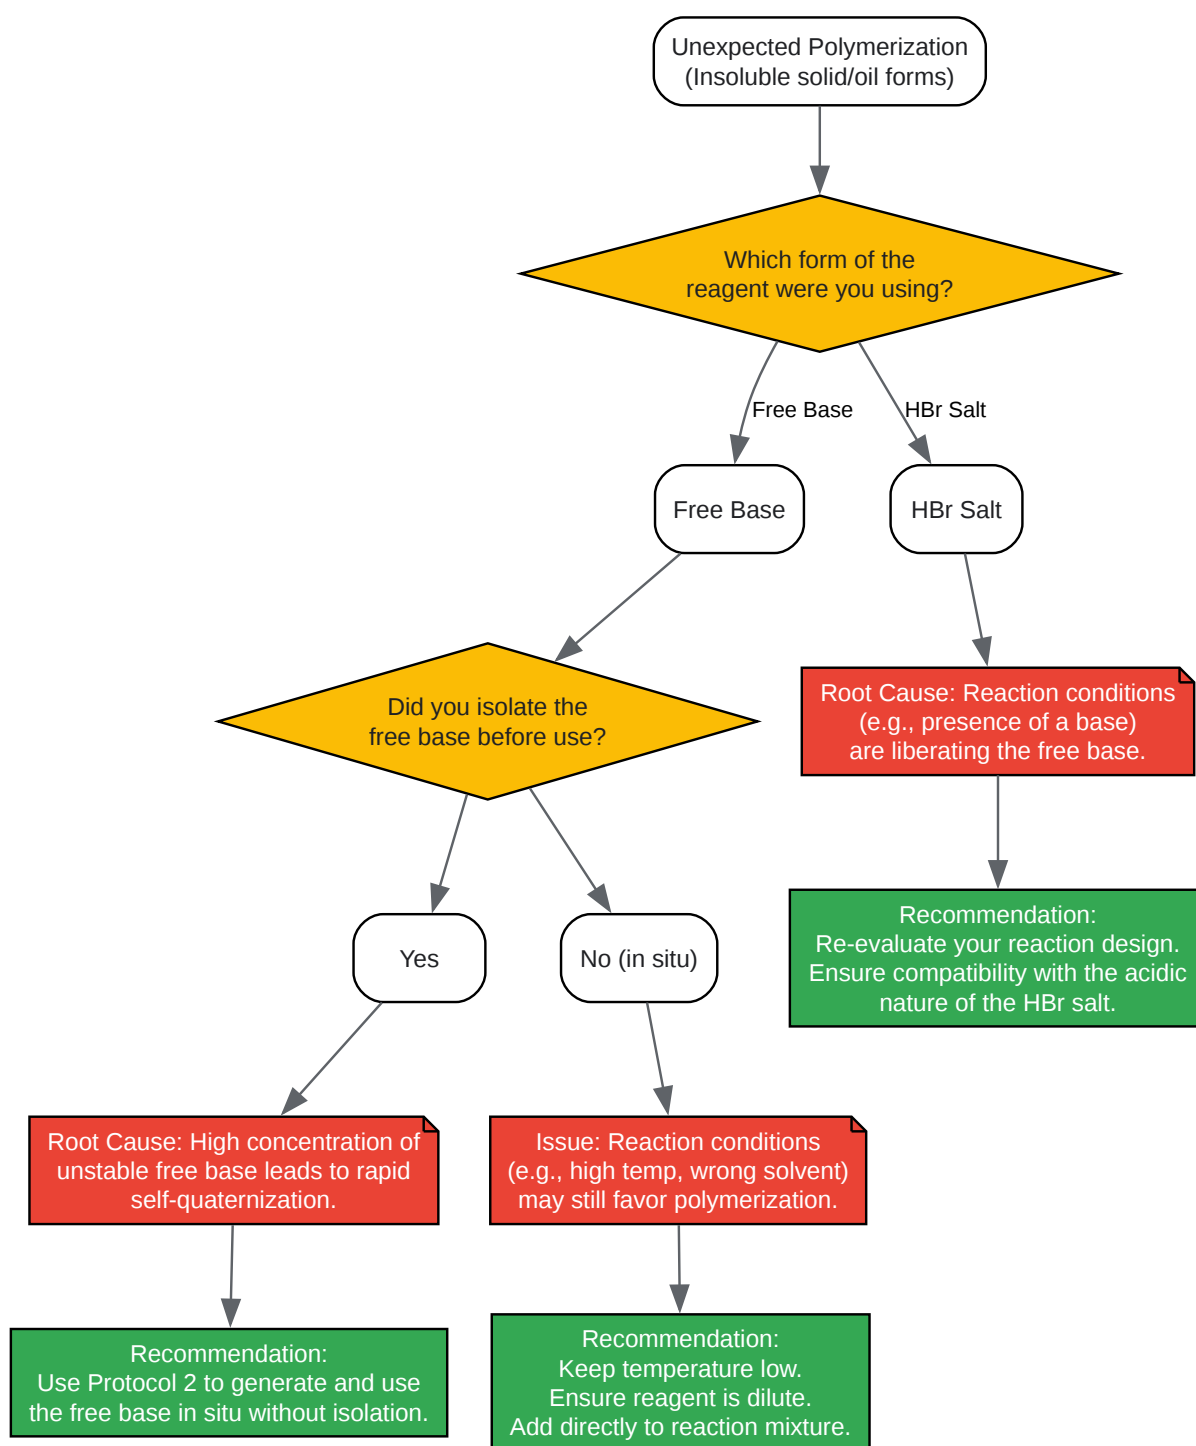 Unexpected Polymerization
(Insoluble solid/oil forms)
Which form of the
reagent were you using?
Free Base
HBr Salt
Free Base
HBr Salt
Did you isolate the
free base before use?
Root Cause: Reaction conditions
(e.g., presence of a base)
are liberating the free base.
Recommendation:
Re-evaluate your reaction design.
Ensure compatibility with the acidic
nature of the HBr salt.
Yes
No (in situ)
Root Cause: High concentration of
unstable free base leads to rapid
self-quaternization.
Issue: Reaction conditions
(e.g., high temp, wrong solvent)
may still favor polymerization.
Recommendation:
Use Protocol 2 to generate and use
the free base in situ without isolation.
Recommendation:
Keep temperature low.
Ensure reagent is dilute.
Add directly to reaction mixture.